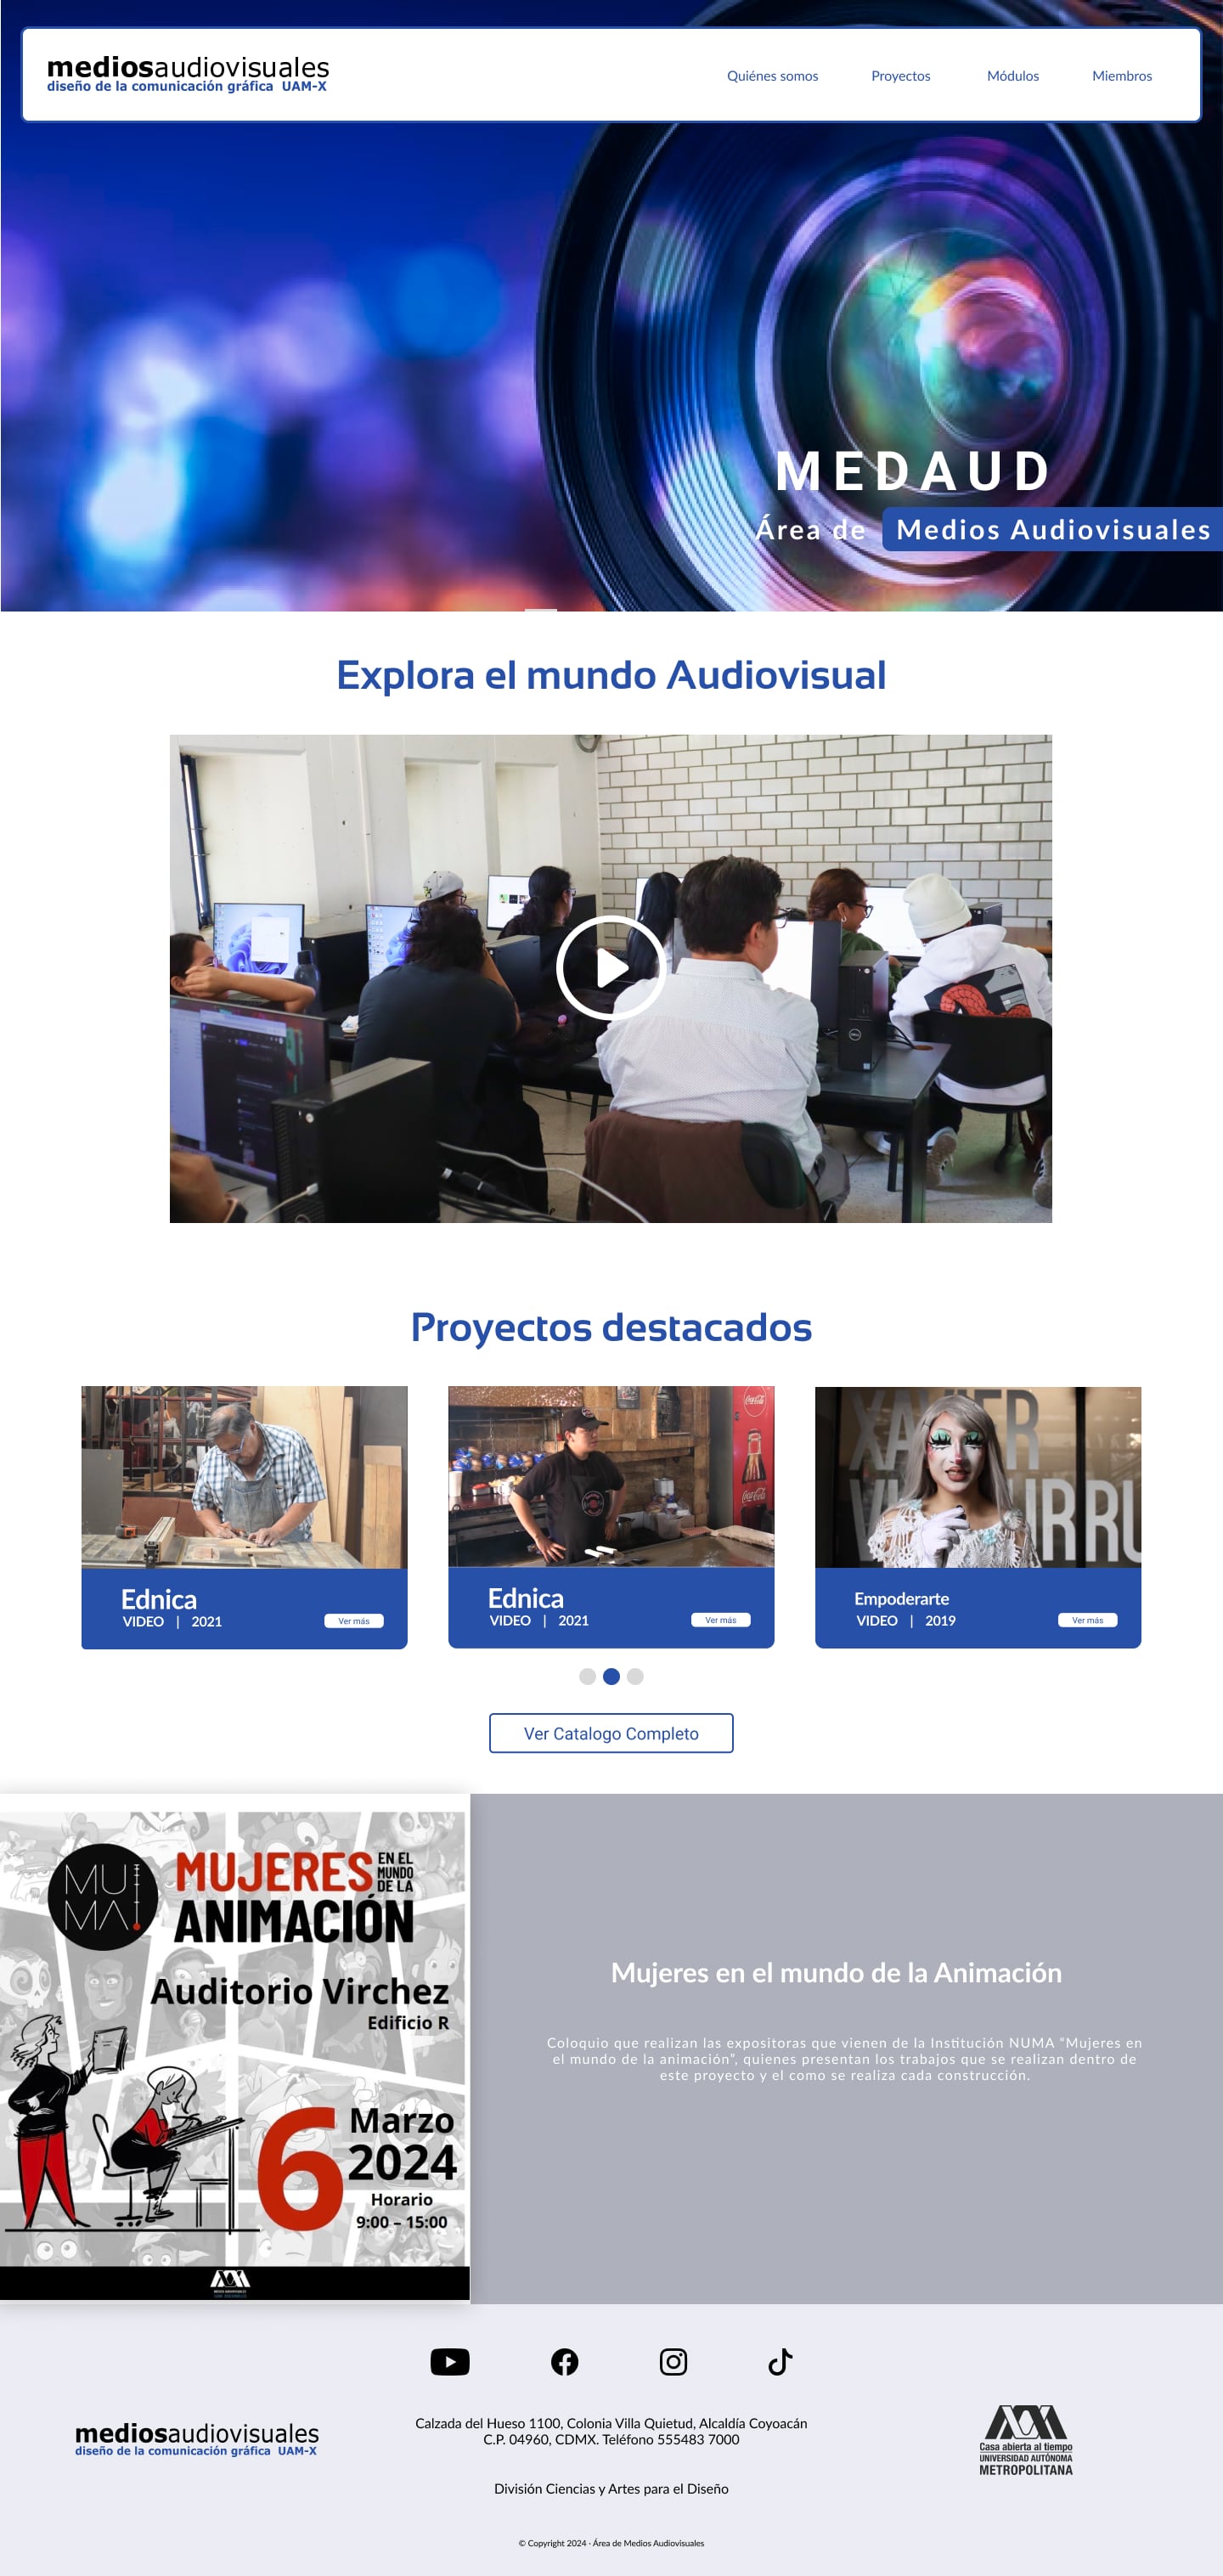 mediosaudiovisuales
diseño de la comunicación gráfica UAM-X
Quiénes somos
Proyectos
Módulos
Miembros
MEDAUD
Área de Medios Audiovisuales
Explora el mundo Audiovisual
Proyectos destacados
Coca-Cola
Coca-Cola
Ednica
VIDEO | 2021
Ver más
Ednica
VIDEO | 2021
Ver más
Empoderarte
VIDEO | 2019
Ver más
Ver Catalogo Completo
MUMA
MUJERES EN EL MUNDO DE LA
ANIMACIÓN
Auditorio Virchez
Edificio R
6 Marzo
2024
Horario
9:00 – 15:00
Mujeres en el mundo de la Animación
Coloquio que realizan las expositoras que vienen de la Institución NUMA “Mujeres en
el mundo de la animación”, quienes presentan los trabajos que se realizan dentro de
este proyecto y el como se realiza cada construcción.
mediosaudiovisuales
diseño de la comunicación gráfica UAM-X
Calzada del Hueso 1100, Colonia Villa Quietud, Alcaldía Coyoacán
C.P. 04960, CDMX. Teléfono 555483 7000
División Ciencias y Artes para el Diseño
Casa abierta al tiempo
UNIVERSIDAD AUTÓNOMA
METROPOLITANA
© Copyright 2024 · Área de Medios Audiovisuales